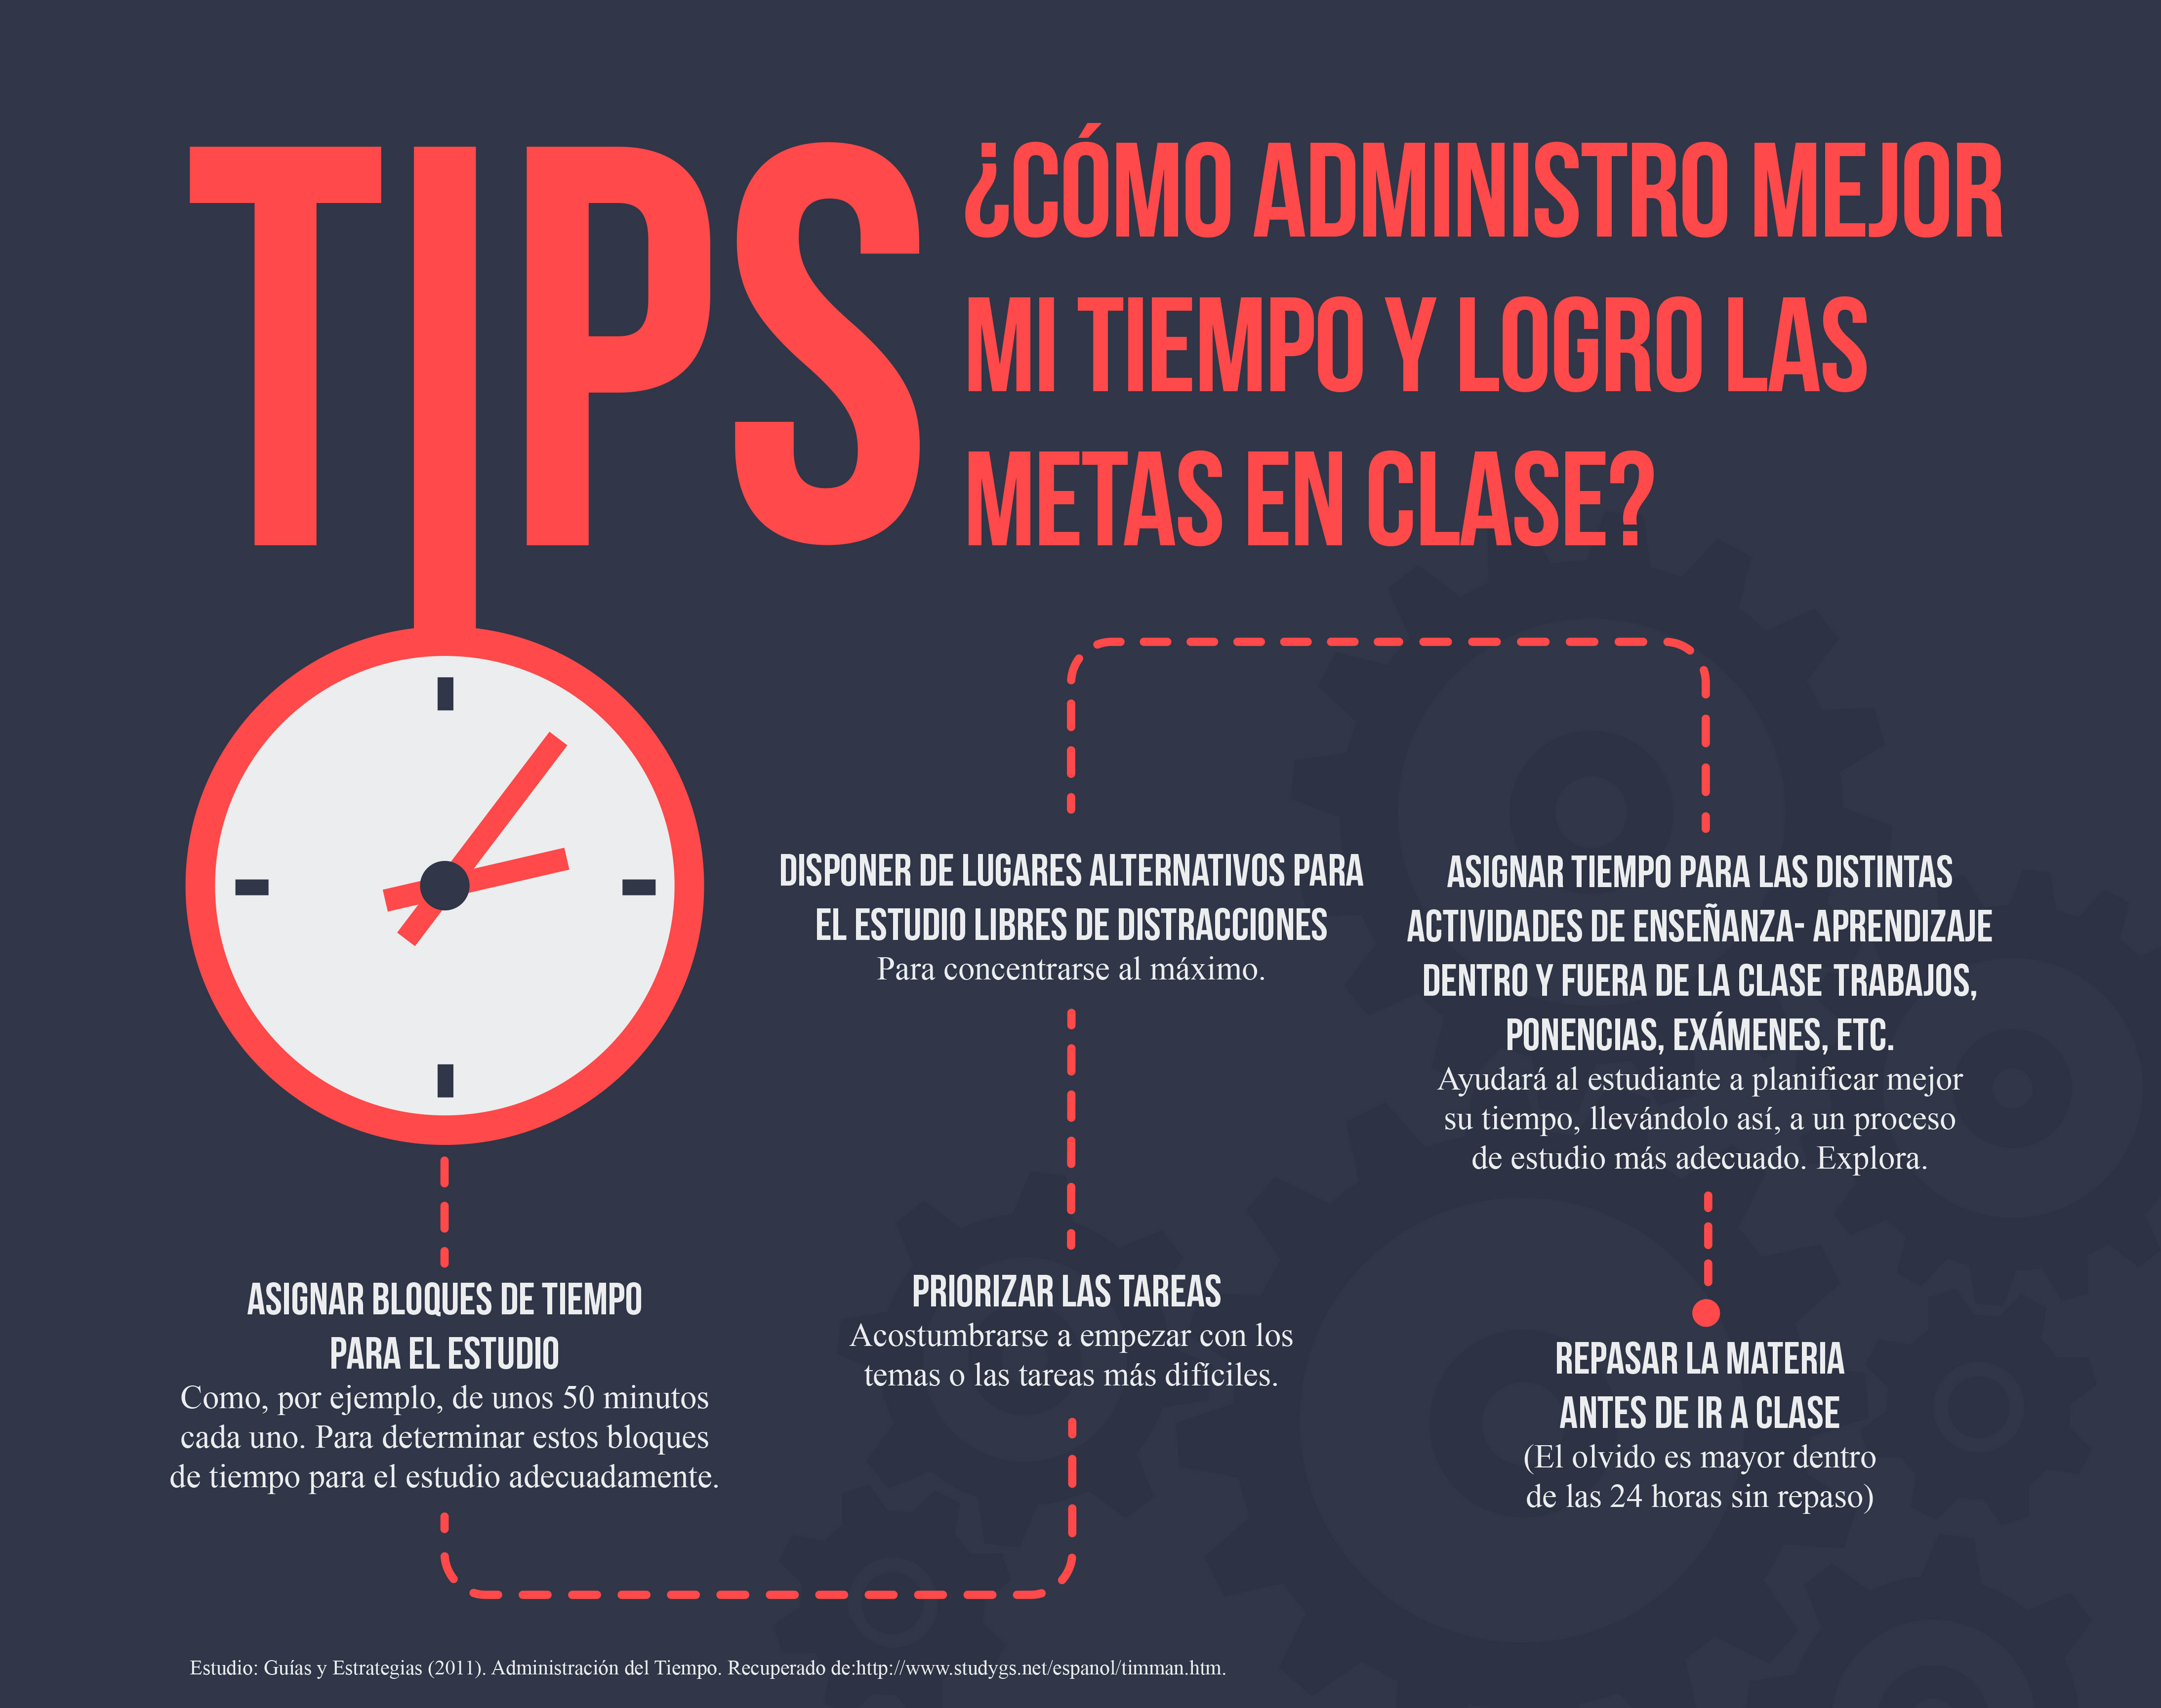 TIPS
¿CÓMO ADMINISTRO MEJOR
MI TIEMPO Y LOGRO LAS
METAS EN CLASE?
ASIGNAR BLOQUES DE TIEMPO
PARA EL ESTUDIO
Como, por ejemplo, de unos 50 minutos
cada uno. Para determinar estos bloques
de tiempo para el estudio adecuadamente.
PRIORIZAR LAS TAREAS
Acostumbrarse a empezar con los
temas o las tareas más difíciles.
DISPONER DE LUGARES ALTERNATIVOS PARA
EL ESTUDIO LIBRES DE DISTRACCIONES
Para concentrarse al máximo.
ASIGNAR TIEMPO PARA LAS DISTINTAS
ACTIVIDADES DE ENSEÑANZA- APRENDIZAJE
DENTRO Y FUERA DE LA CLASE TRABAJOS,
PONENCIAS, EXÁMENES, ETC.
Ayudará al estudiante a planificar mejor
su tiempo, llevándolo así, a un proceso
de estudio más adecuado. Explora.
REPASAR LA MATERIA
ANTES DE IR A CLASE
(El olvido es mayor dentro
de las 24 horas sin repaso)
Estudio: Guías y Estrategias (2011). Administración del Tiempo. Recuperado de:http://www.studygs.net/espanol/timman.htm.